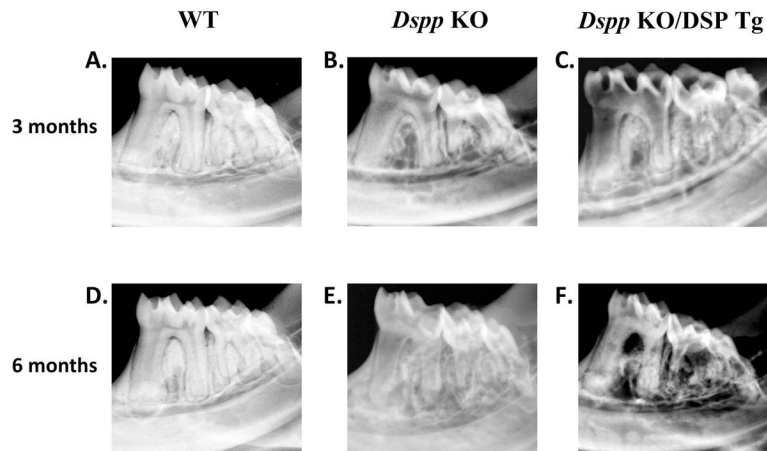 WT
Dspp KO
Dspp KO/DSP Tg
A.
B.
C.
3 months
D.
E.
F.
6 months